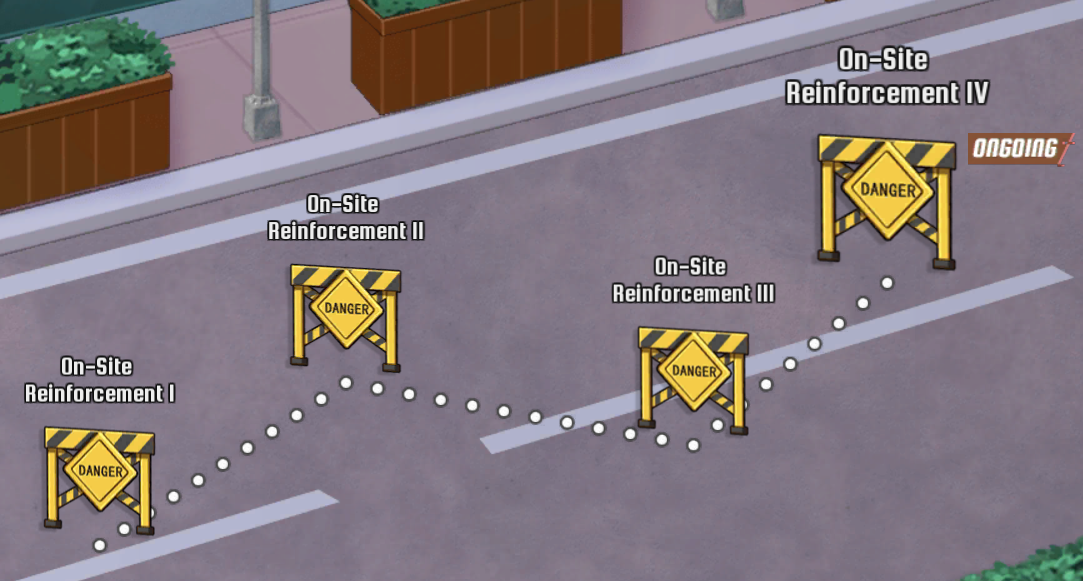 On-Site
Reinforcement I
DANGER
On-Site
Reinforcement II
DANGER
On-Site
Reinforcement III
DANGER
On-Site
Reinforcement IV
DANGER
ONGOING